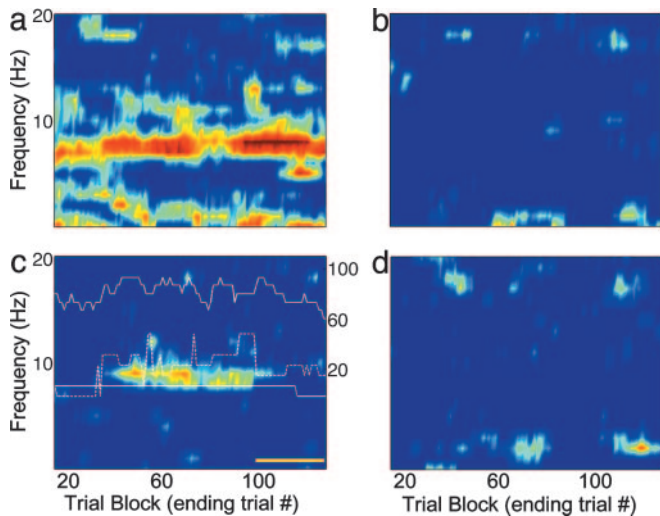 a
b
20
Frequency (Hz)
10
c
d
20
100
60
Frequency (Hz)
10
20
20 60 100
20 60 100
Trial Block (ending trial #)
Trial Block (ending trial #)